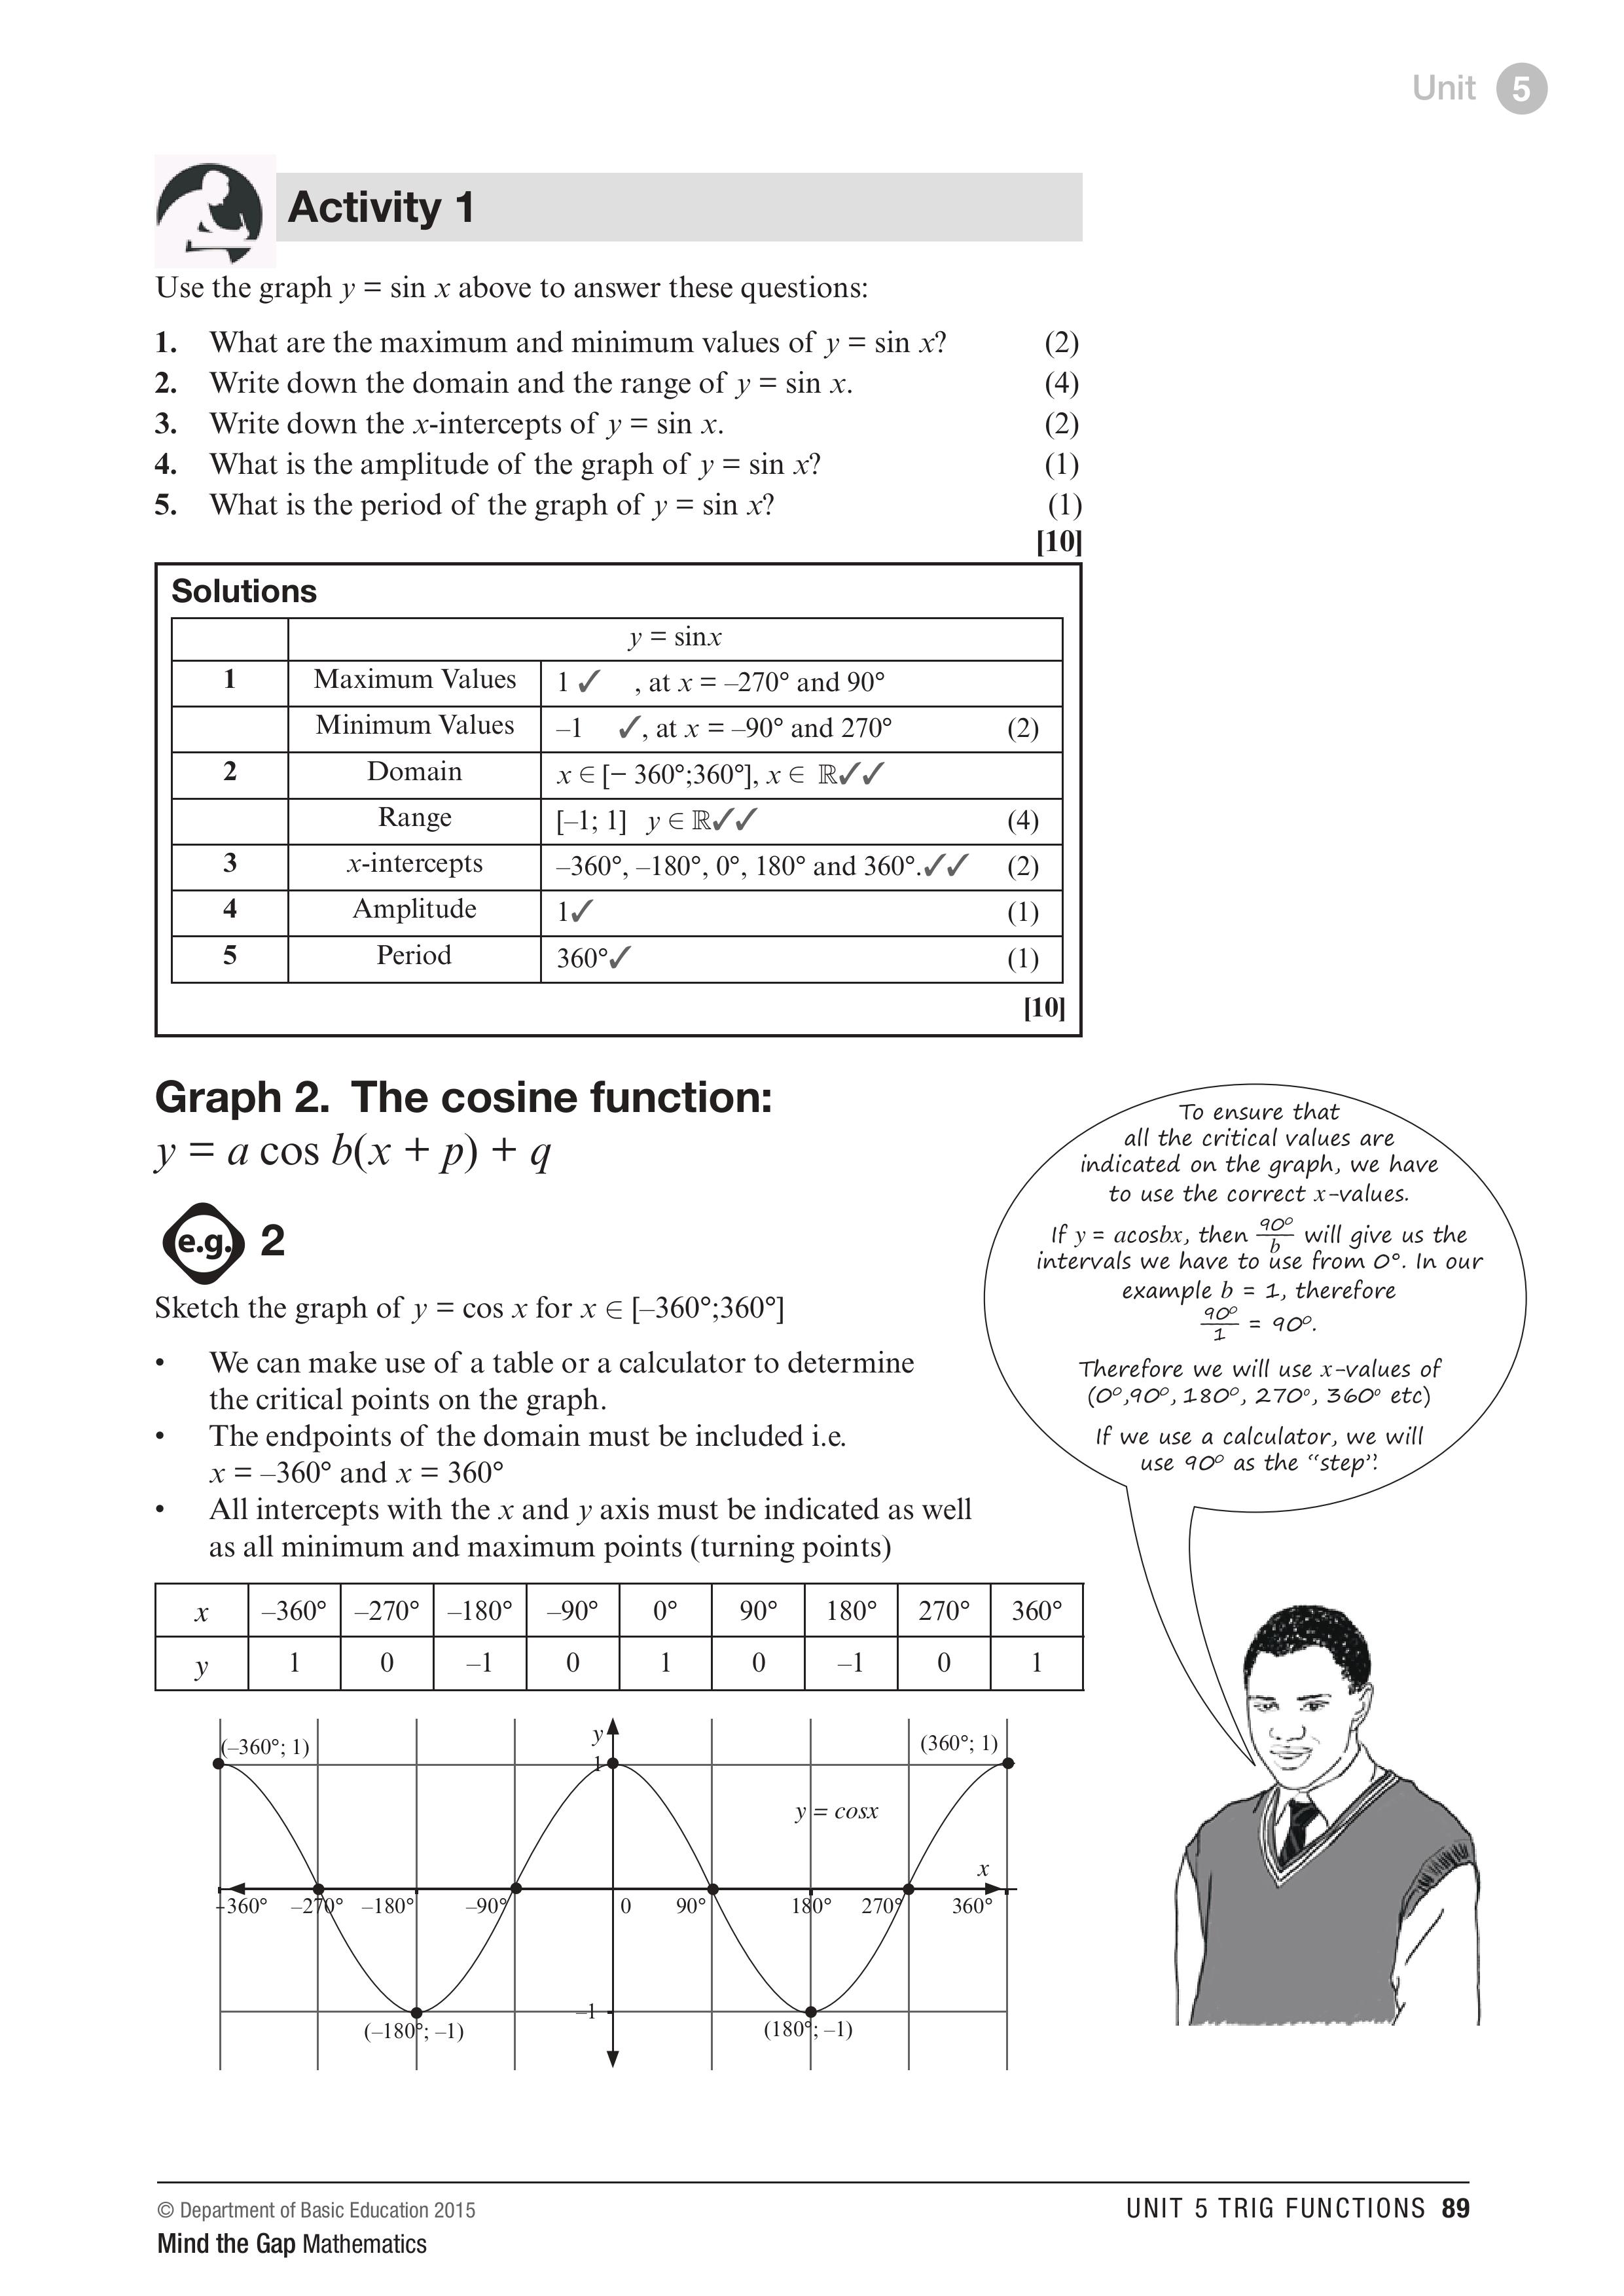 Unit 5
Activity 1
Use the graph y = sin x above to answer these questions:
1. What are the maximum and minimum values of y = sin x? (2)
2. Write down the domain and the range of y = sin x. (4)
3. Write down the x-intercepts of y = sin x. (2)
4. What is the amplitude of the graph of y = sin x? (1)
5. What is the period of the graph of y = sin x? (1)
[10]
Solutions
y = sinx
1 Maximum Values 1 ✓ , at x = –270° and 90°
Minimum Values –1 ✓, at x = –90° and 270° (2)
2 Domain x ∈ [– 360°;360°], x ∈ ℝ✓✓
Range [–1; 1] y ∈ ℝ✓✓ (4)
3 x-intercepts –360°, –180°, 0°, 180° and 360°.✓✓ (2)
4 Amplitude 1✓ (1)
5 Period 360°✓ (1)
[10]
Graph 2. The cosine function:
y = a cos b(x + p) + q
e.g. 2
Sketch the graph of y = cos x for x ∈ [–360°;360°]
• We can make use of a table or a calculator to determine
the critical points on the graph.
• The endpoints of the domain must be included i.e.
x = –360° and x = 360°
• All intercepts with the x and y axis must be indicated as well
as all minimum and maximum points (turning points)
To ensure that
all the critical values are
indicated on the graph, we have
to use the correct x-values.
If y = acosbx, then 90°/b will give us the
intervals we have to use from 0°. In our
example b = 1, therefore
90°/1 = 90°.
Therefore we will use x-values of
(0°,90°, 180°, 270°, 360° etc)
If we use a calculator, we will
use 90° as the “step”.
x –360° –270° –180° –90° 0° 90° 180° 270° 360°
y 1 0 –1 0 1 0 –1 0 1
y
(–360°; 1) 1 (360°; 1)
y = cosx
x
–360° –270° –180° –90° 0 90° 180° 270° 360°
–1
(–180°; –1) (180°; –1)
© Department of Basic Education 2015
Mind the Gap Mathematics
UNIT 5 TRIG FUNCTIONS 89